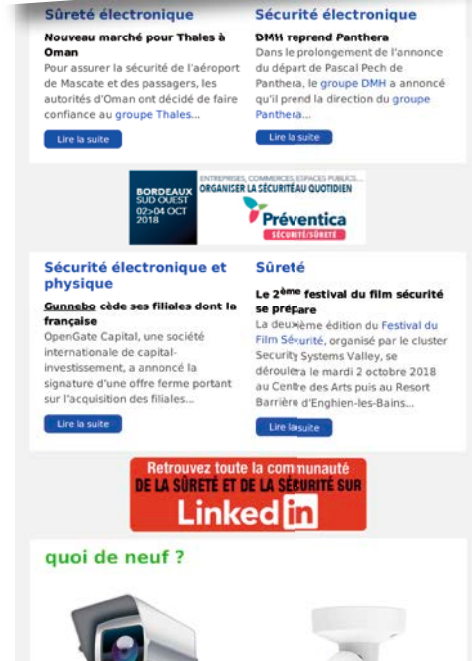 Sûreté électronique
Nouveau marché pour Thales à
Oman
Pour assurer la sécurité de l'aéroport
de Mascate et des passagers, les
autorités d'Oman ont décidé de faire
confiance au groupe Thales...
Lire la suite
Sécurité électronique
DMH reprend Panthera
Dans le prolongement de l'annonce
du départ de Pascal Pech de
Panthera, le groupe DMH a annoncé
qu'il prend la direction du groupe
Panthera...
Lire la suite
BORDEAUX
SUD OUEST
02>04 OCT
2018
ENTREPRISES, COMMERCES, ESPACES PUBLICS...
ORGANISER LA SÉCURITÉ AU QUOTIDIEN
Préventica
SÉCURITÉ/SÛRETÉ
Sécurité électronique et
physique
Gunnebo cède ses filiales dont la
française
OpenGate Capital, une société
internationale de capital-
investissement, a annoncé la
signature d'une offre ferme portant
sur l'acquisition des filiales...
Lire la suite
Sûreté
Le 2ème festival du film sécurité
se prépare
La deuxième édition du Festival du
Film Sécurité, organisé par le cluster
Security Systems Valley, se
déroulera le mardi 2 octobre 2018
au Centre des Arts puis au Resort
Barrière d'Enghien-les-Bains...
Lire la suite
Retrouvez toute la communauté
DE LA SÛRETÉ ET DE LA SÉCURITÉ SUR
Linked in
quoi de neuf ?